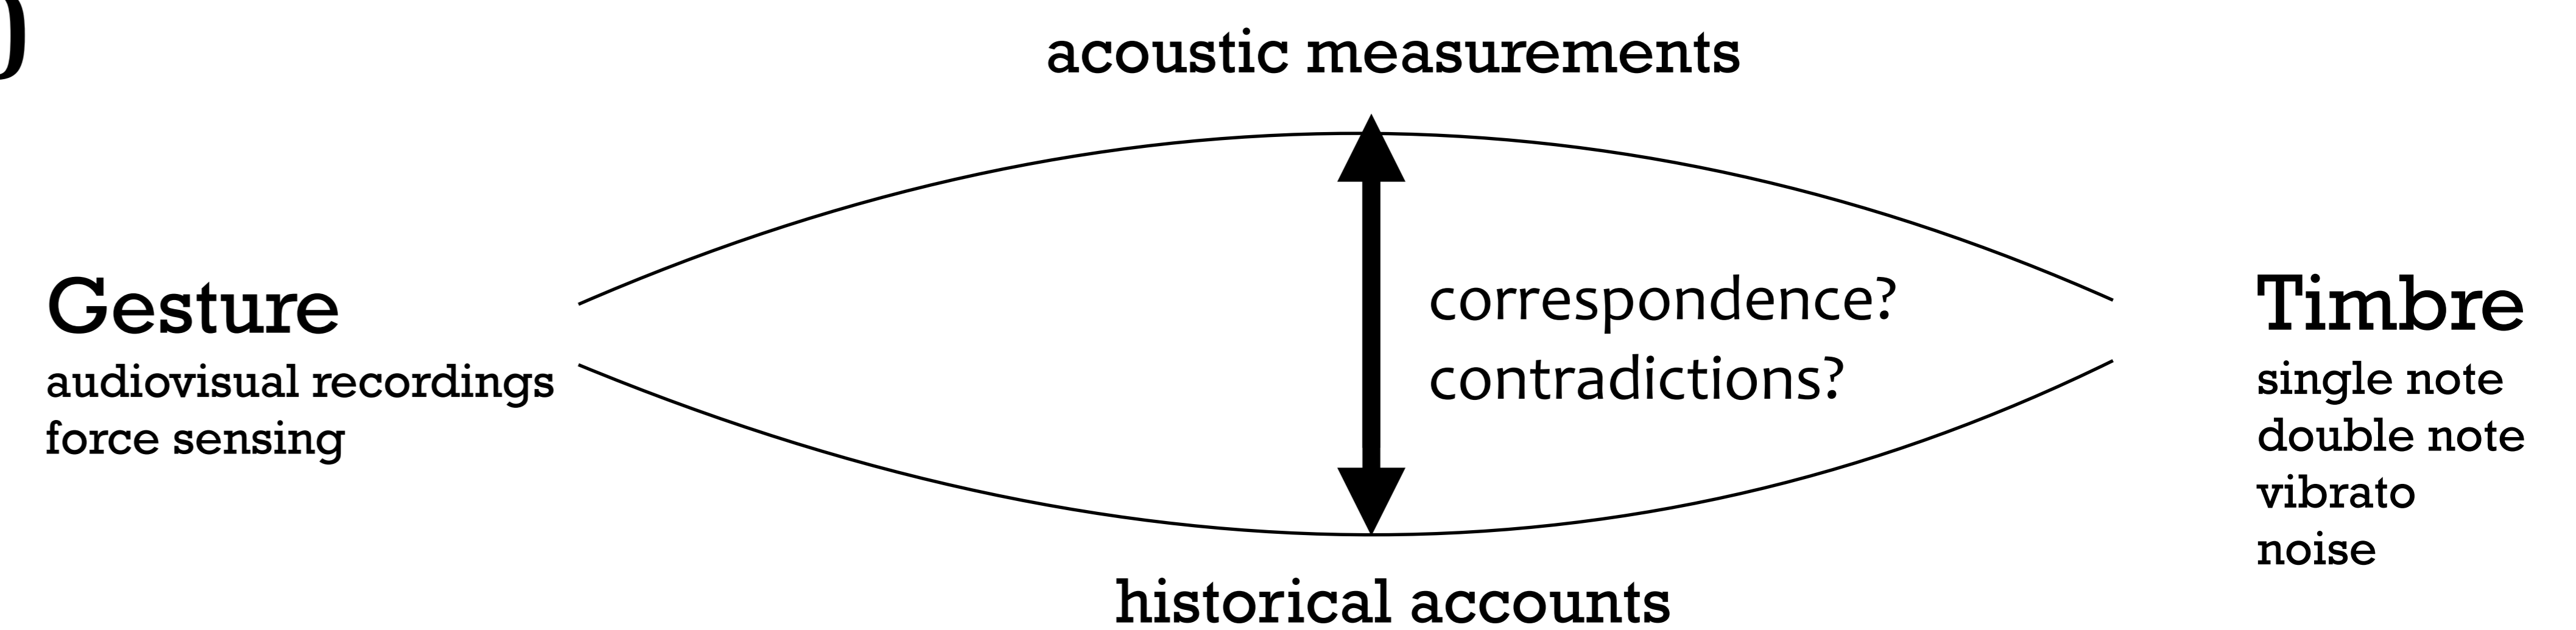 acoustic measurements
Gesture
audiovisual recordings
force sensing
correspondence?
contradictions?
Timbre
single note
double note
vibrato
noise
historical accounts